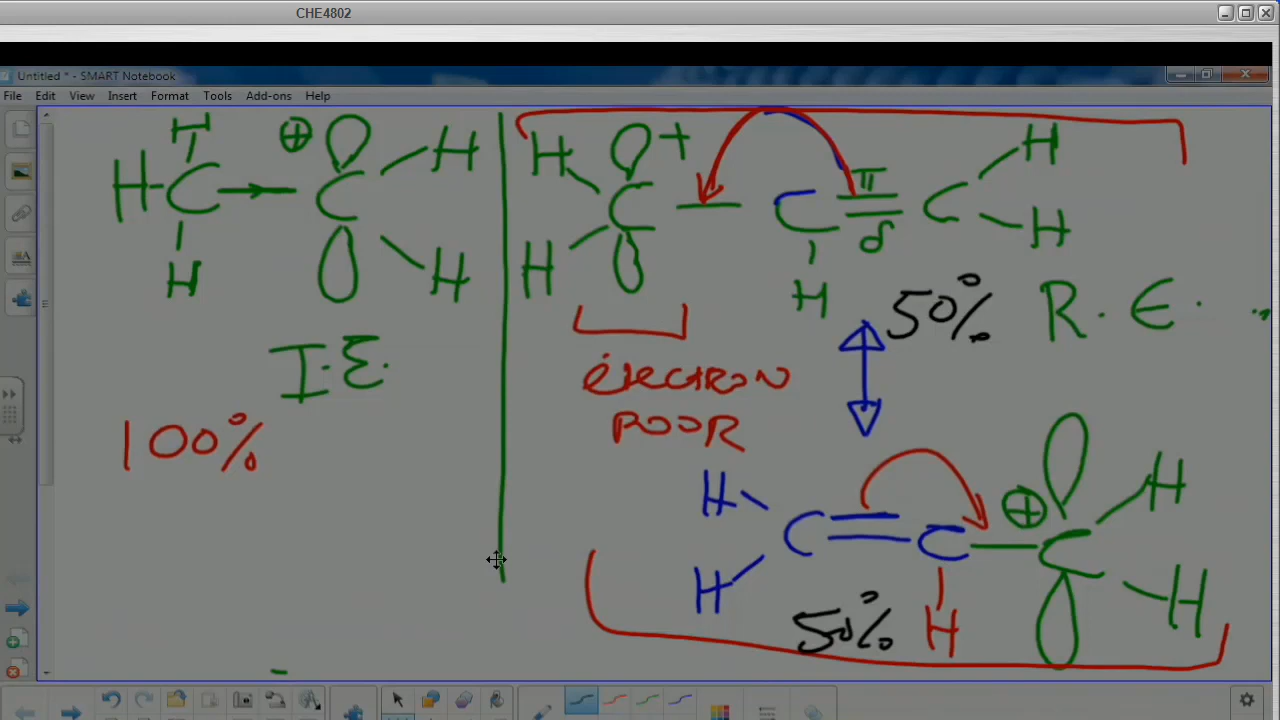 CHE4802
Untitled * - SMART Notebook
File Edit View Insert Format Tools Add-ons Help
H ⊕ H
H - C → C
H H
I.E.
100%
H + π H
H C — C = C H
H δ H
50% R.E.
ELECTRON
POOR
H ⊕ H
C = C — C
H H H
50%